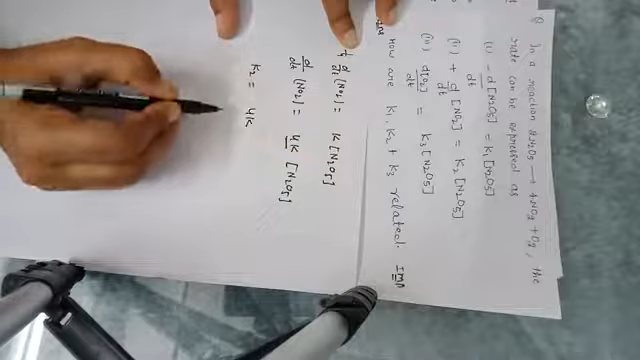 Q In a reaction 2N₂O₅ → 4NO₂ + O₂, the
rate can be expressed as
(i) - d[N₂O₅]/dt = K₁[N₂O₅]
(ii) + d/dt [NO₂] = K₂[N₂O₅]
(iii) d[O₂]/dt = K₃[N₂O₅]
How are K₁, K₂ + K₃ related. IMP
1/4 d/dt (NO₂) = K[N₂O₅]
d/dt (NO₂) = 4K [N₂O₅]
K₂ = 4K